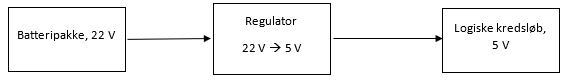 Batteripakke, 22 V
Regulator
22 V → 5 V
Logiske kredsløb,
5 V